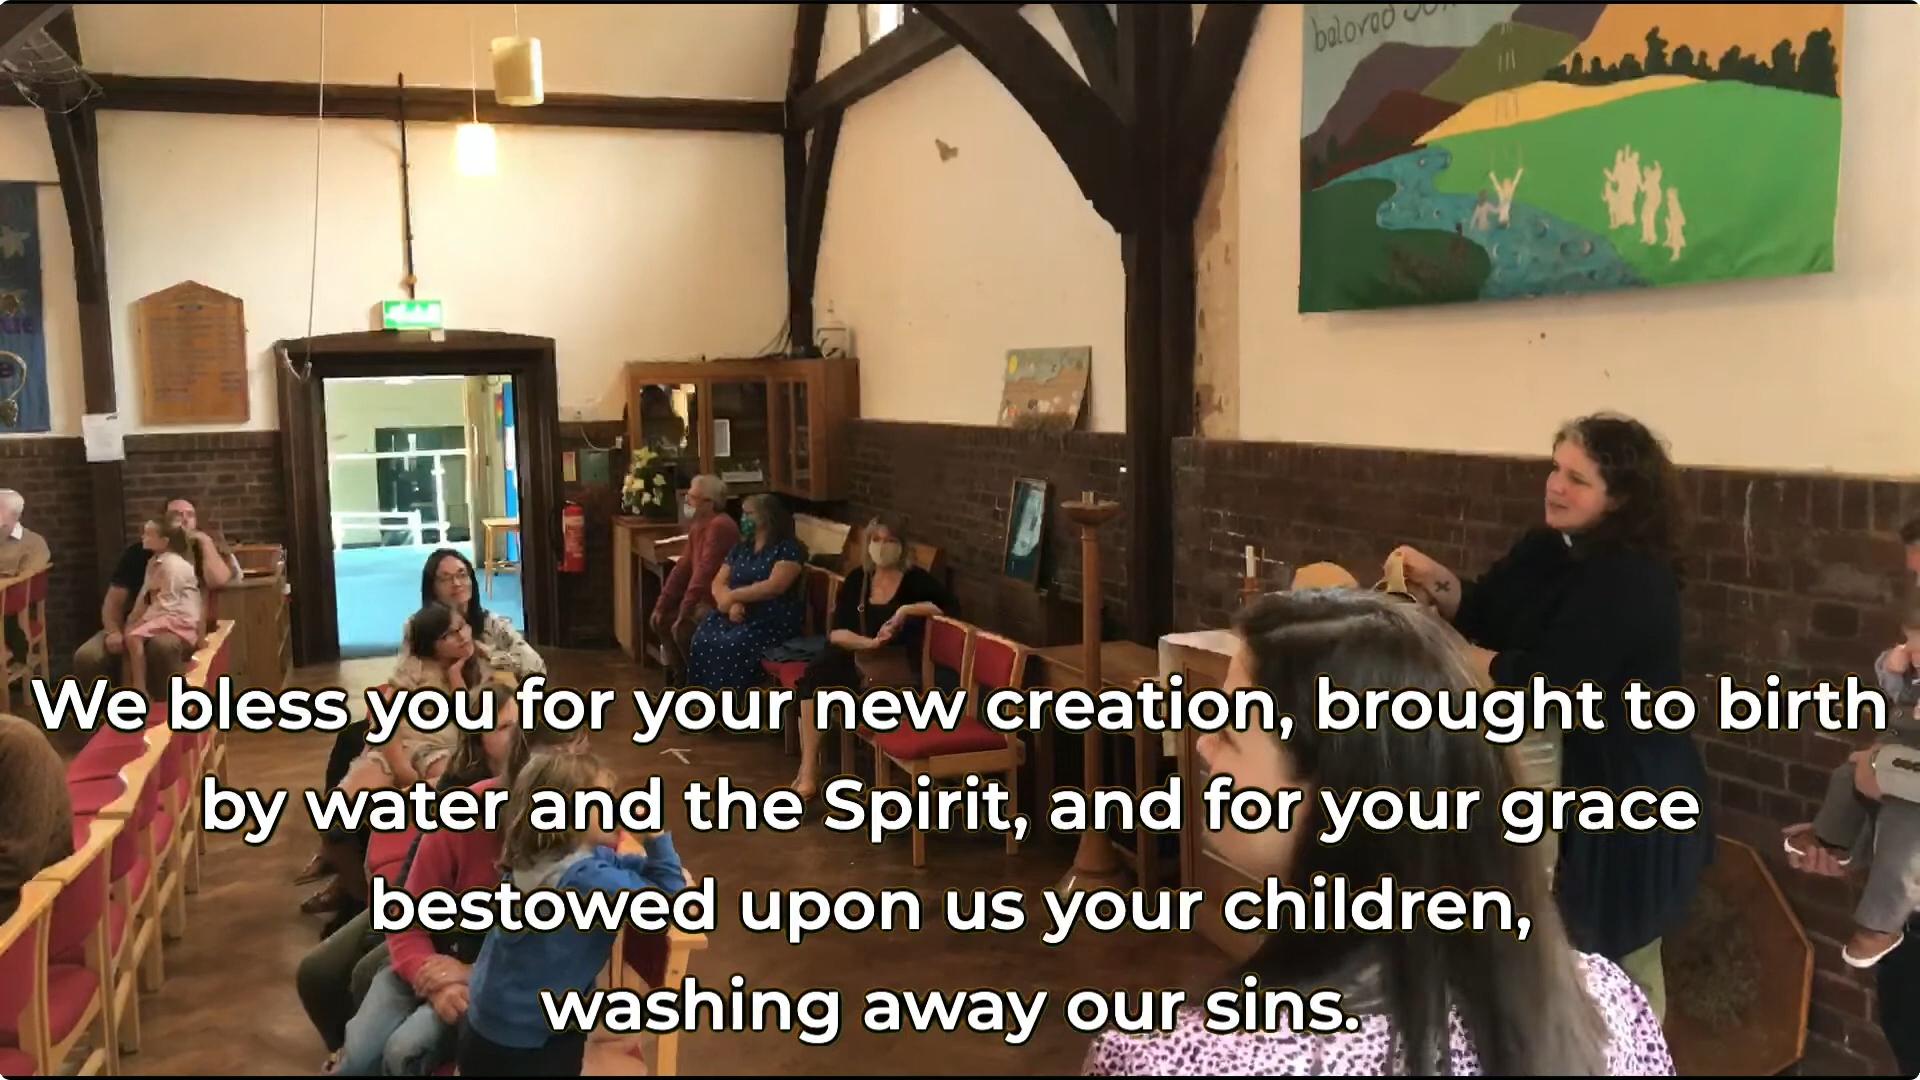 beloved
We bless you for your new creation, brought to birth
by water and the Spirit, and for your grace
bestowed upon us your children,
washing away our sins.